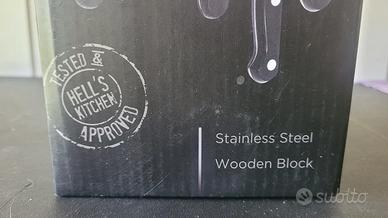 TESTED &
HELL'S
KITCHEN
APPROVED
Stainless Steel
Wooden Block
subito